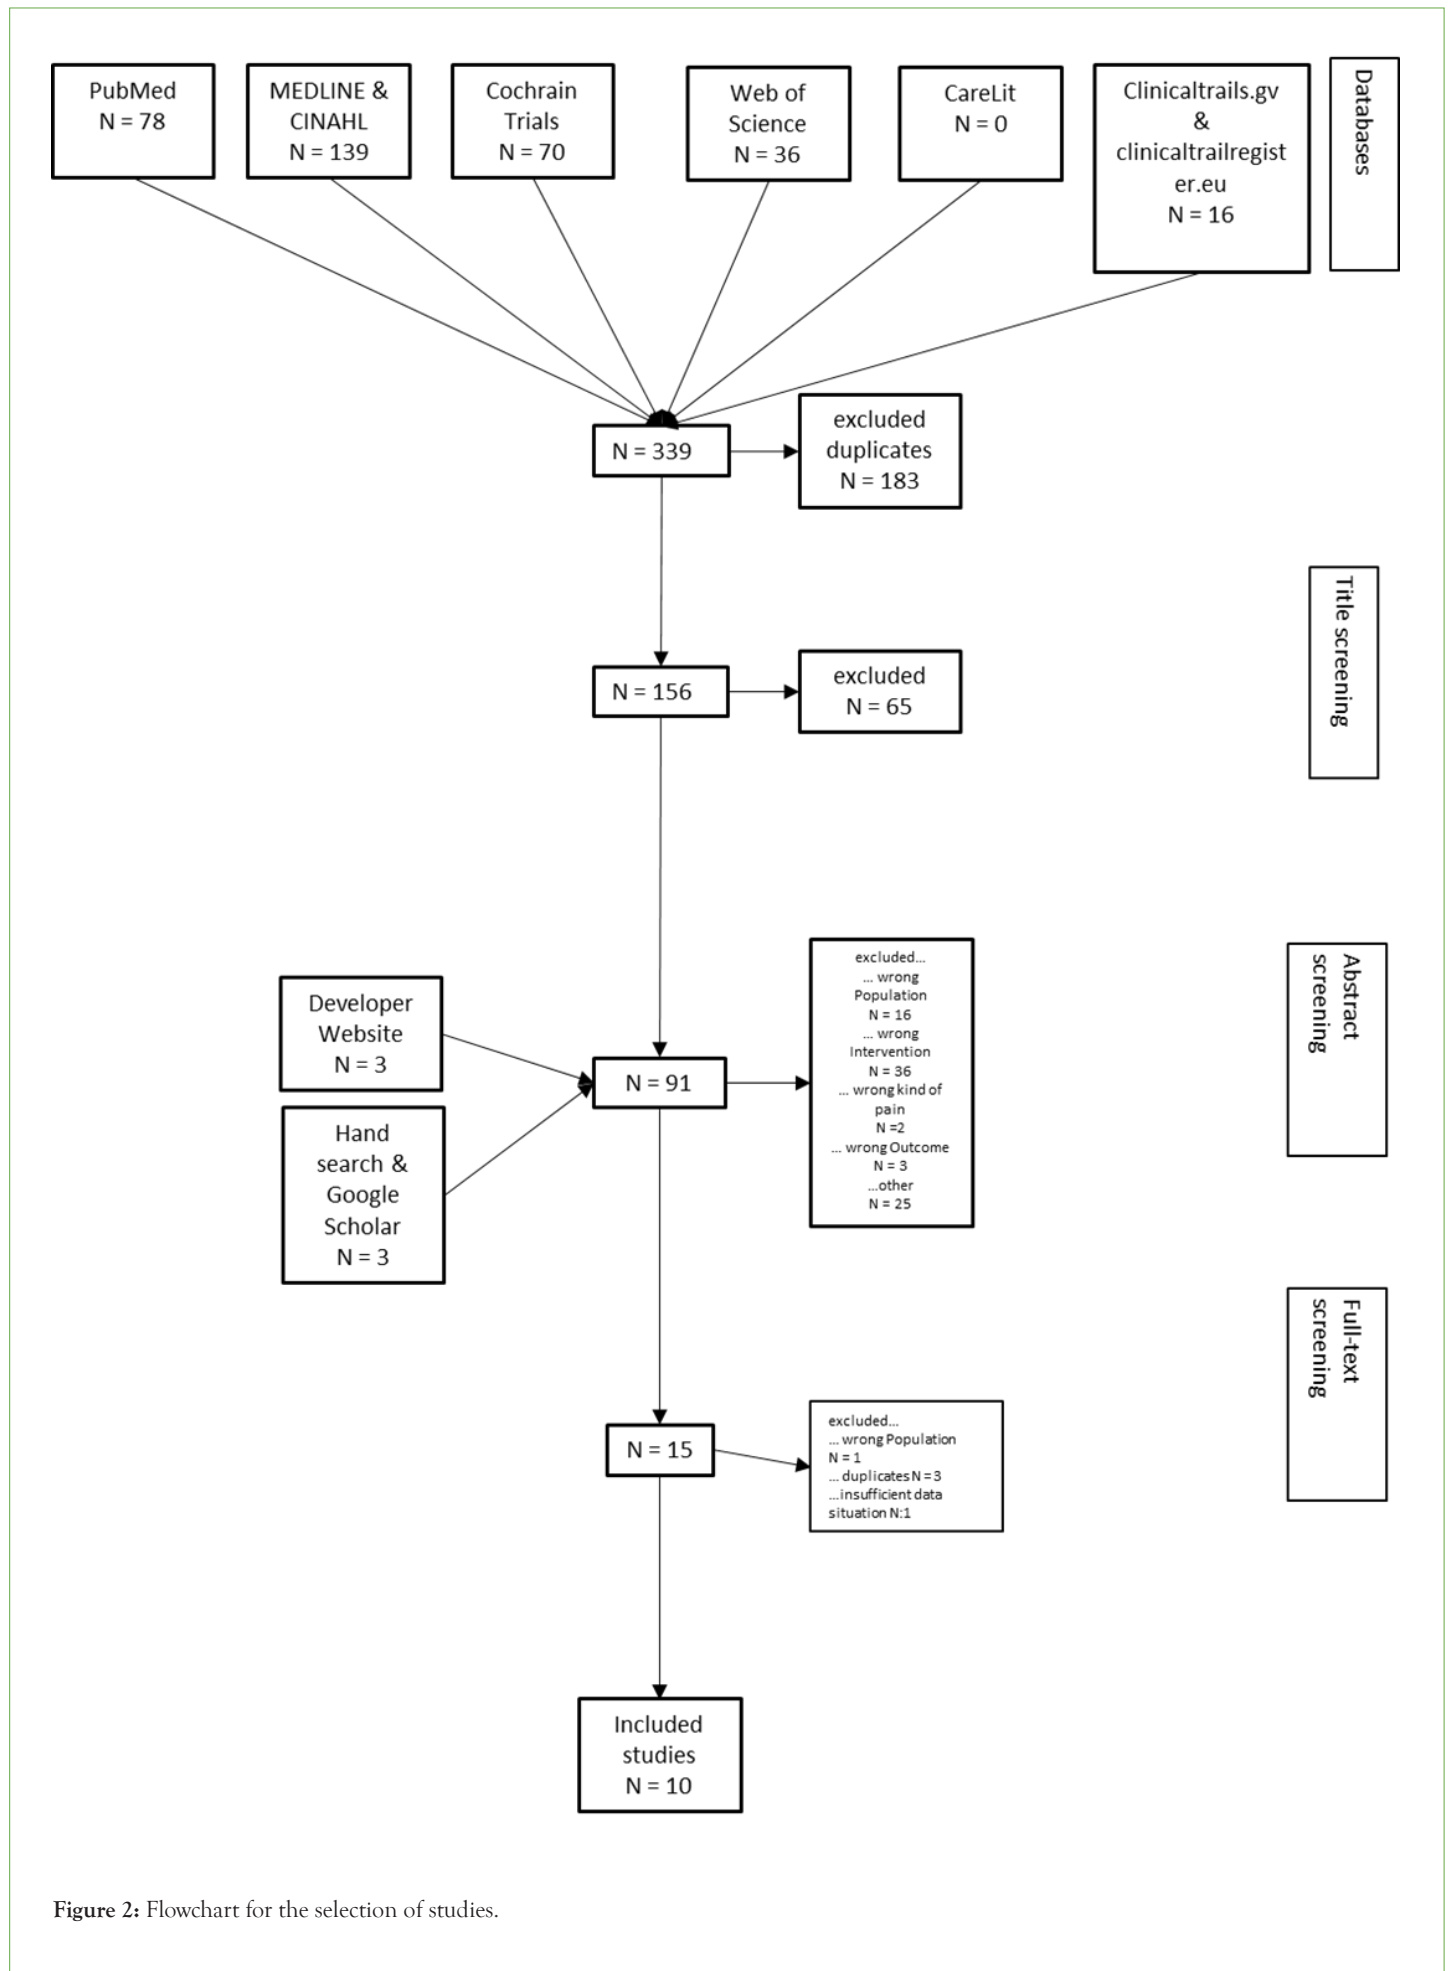 PubMed
N = 78
MEDLINE &
CINAHL
N = 139
Cochrain
Trials
N = 70
Web of
Science
N = 36
CareLit
N = 0
Clinicaltrails.gv
&
clinicaltrailregist
er.eu
N = 16
Databases
N = 339
excluded
duplicates
N = 183
Title screening
N = 156
excluded
N = 65
Abstract
screening
Developer
Website
N = 3
Hand
search &
Google
Scholar
N = 3
N = 91
excluded...
... wrong
Population
N = 16
... wrong
Intervention
N = 36
... wrong kind of
pain
N =2
... wrong Outcome
N = 3
...other
N = 25
Full-text
screening
N = 15
excluded...
... wrong Population
N = 1
... duplicates N = 3
...insufficient data
situation N:1
Included
studies
N = 10
Figure 2: Flowchart for the selection of studies.